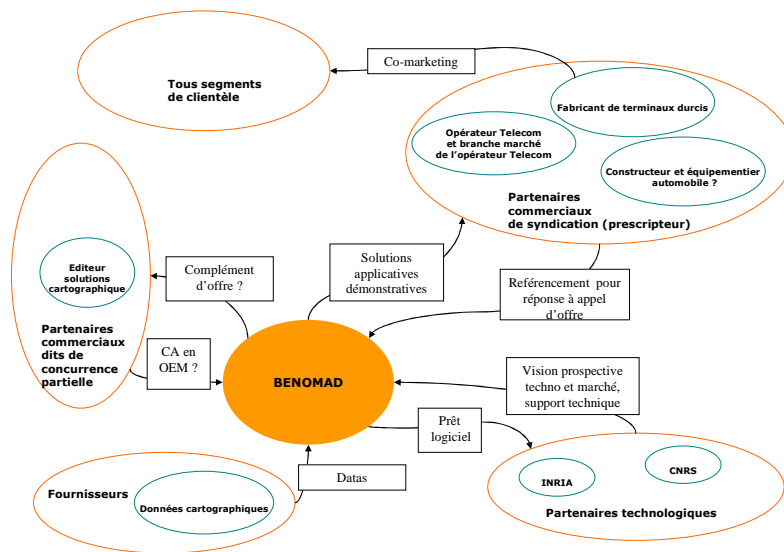 Co-marketing
Tous segments
de clientèle
Fabricant de terminaux durcis
Opérateur Telecom
et branche marché
de l'opérateur Telecom
Constructeur et équipementier
automobile ?
Partenaires
commerciaux
de syndication (prescripteur)
Editeur
solutions
cartographique
Complément
d'offre ?
Solutions
applicatives
démonstratives
Reférencement pour
réponse à appel
d'offre
Partenaires
commerciaux
dits de
concurrence
partielle
CA en
OEM ?
BENOMAD
Vision prospective
techno et marché,
support technique
Prêt
logiciel
Fournisseurs
Données cartographiques
Datas
INRIA
CNRS
Partenaires technologiques